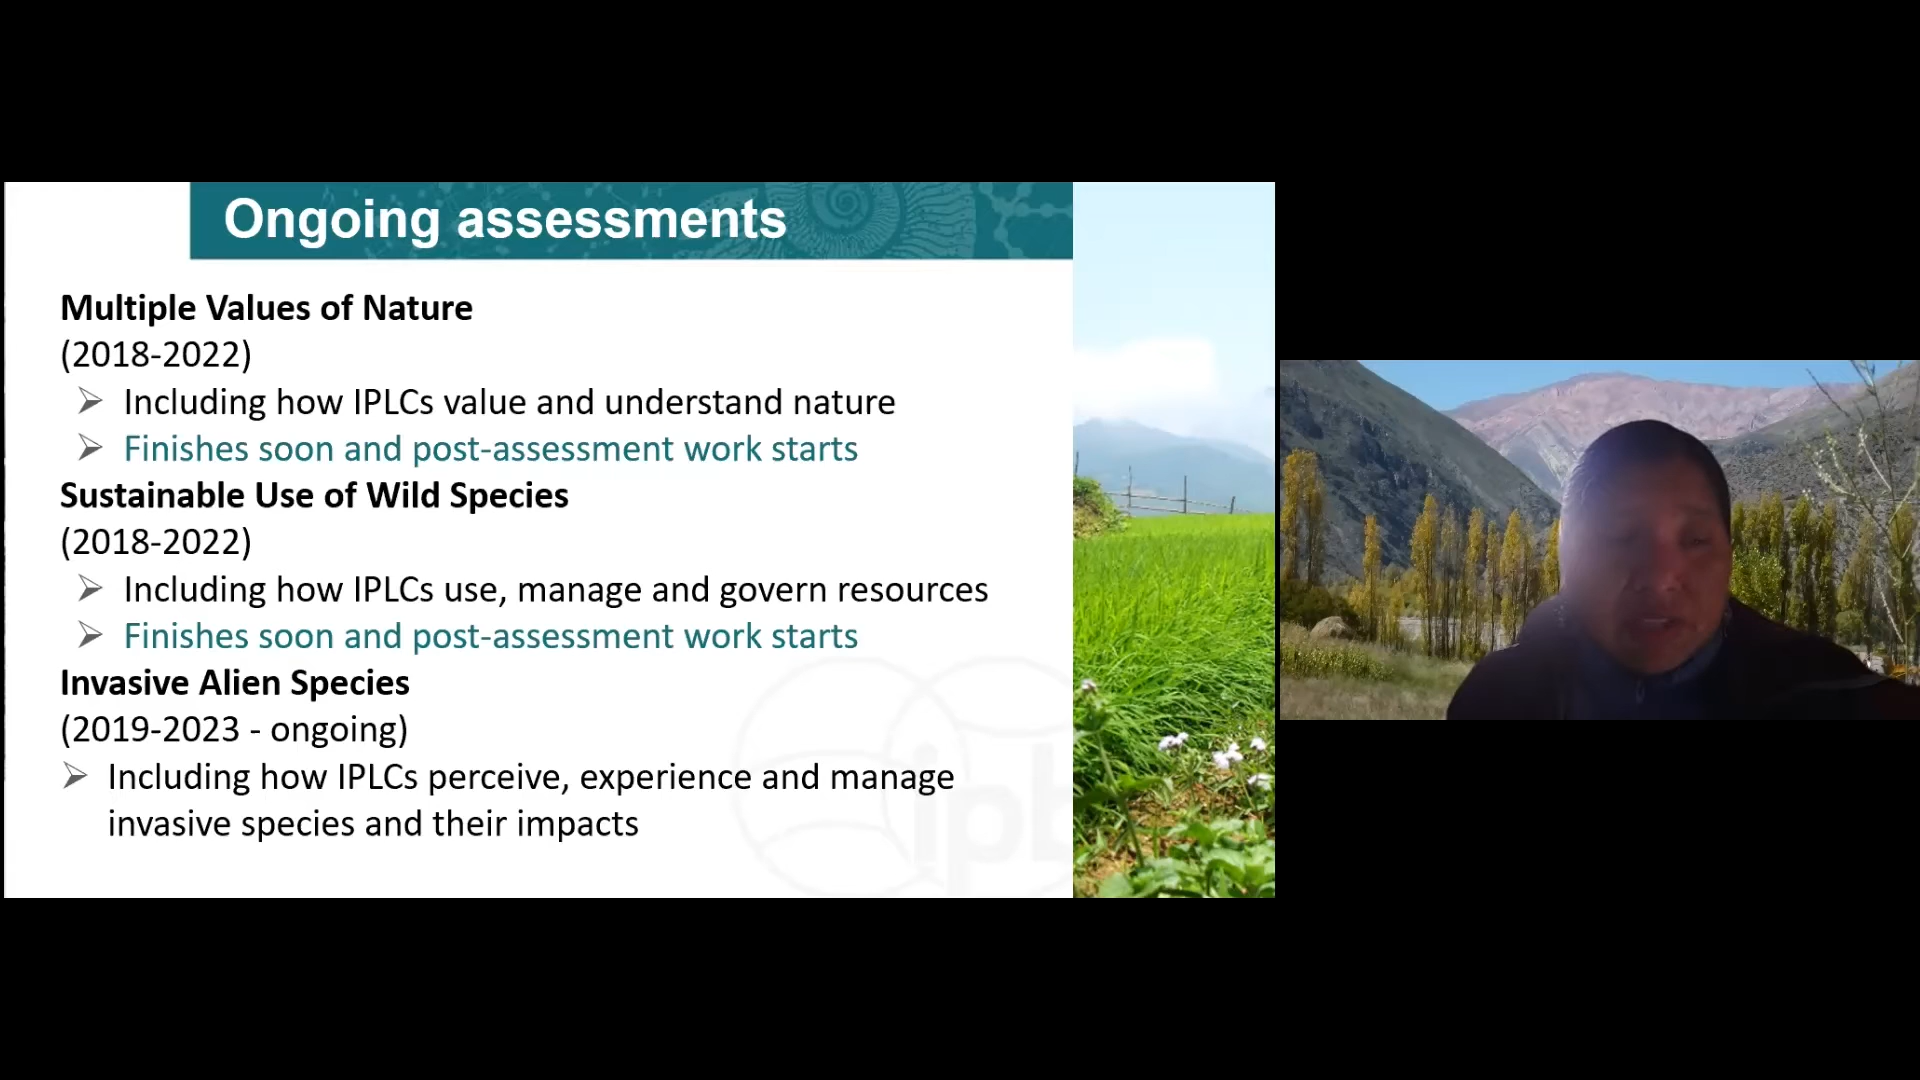 Ongoing assessments
Multiple Values of Nature
(2018-2022)
Including how IPLCs value and understand nature
Finishes soon and post-assessment work starts
Sustainable Use of Wild Species
(2018-2022)
Including how IPLCs use, manage and govern resources
Finishes soon and post-assessment work starts
Invasive Alien Species
(2019-2023 - ongoing)
Including how IPLCs perceive, experience and manage
invasive species and their impacts
ipb